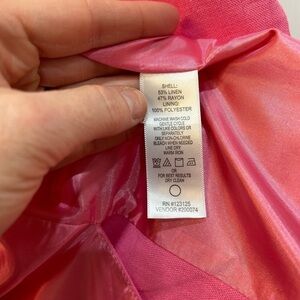 SHELL:
53% LINEN
47% RAYON
LINING:
100% POLYESTER
MACHINE WASH COLD
GENTLE CYCLE
WITH LIKE COLORS OR
SEPARATELY
ONLY NON-CHLORINE
BLEACH WHEN NEEDED
LINE DRY
WARM IRON
OR FOR BEST RESULTS
DRY CLEAN
RN #123125
VENDOR #200074